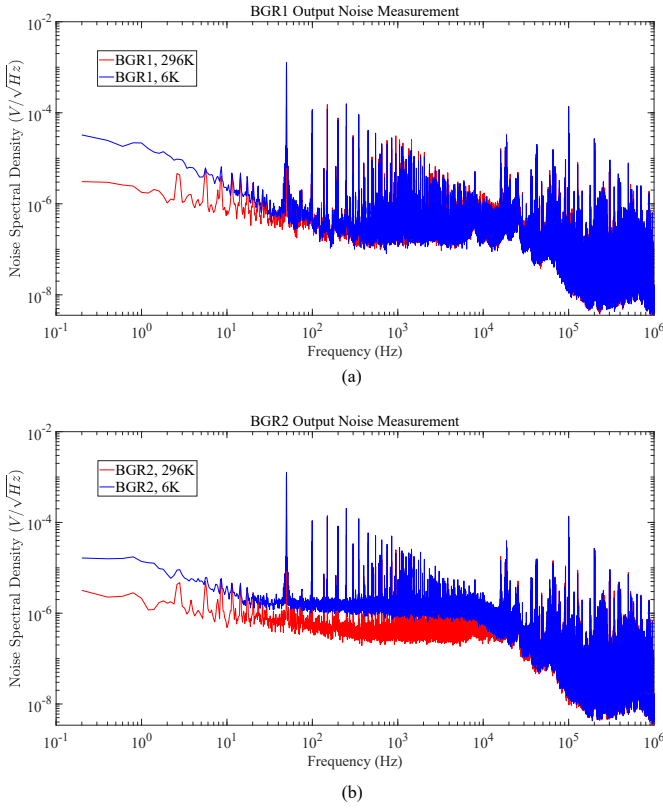 BGR1 Output Noise Measurement
Noise Spectral Density (V/√Hz)
10^-2
10^-4
10^-6
10^-8
BGR1, 296K
BGR1, 6K
10^-1 10^0 10^1 10^2 10^3 10^4 10^5 10^6
Frequency (Hz)
(a)
BGR2 Output Noise Measurement
Noise Spectral Density (V/√Hz)
10^-2
10^-4
10^-6
10^-8
BGR2, 296K
BGR2, 6K
10^-1 10^0 10^1 10^2 10^3 10^4 10^5 10^6
Frequency (Hz)
(b)